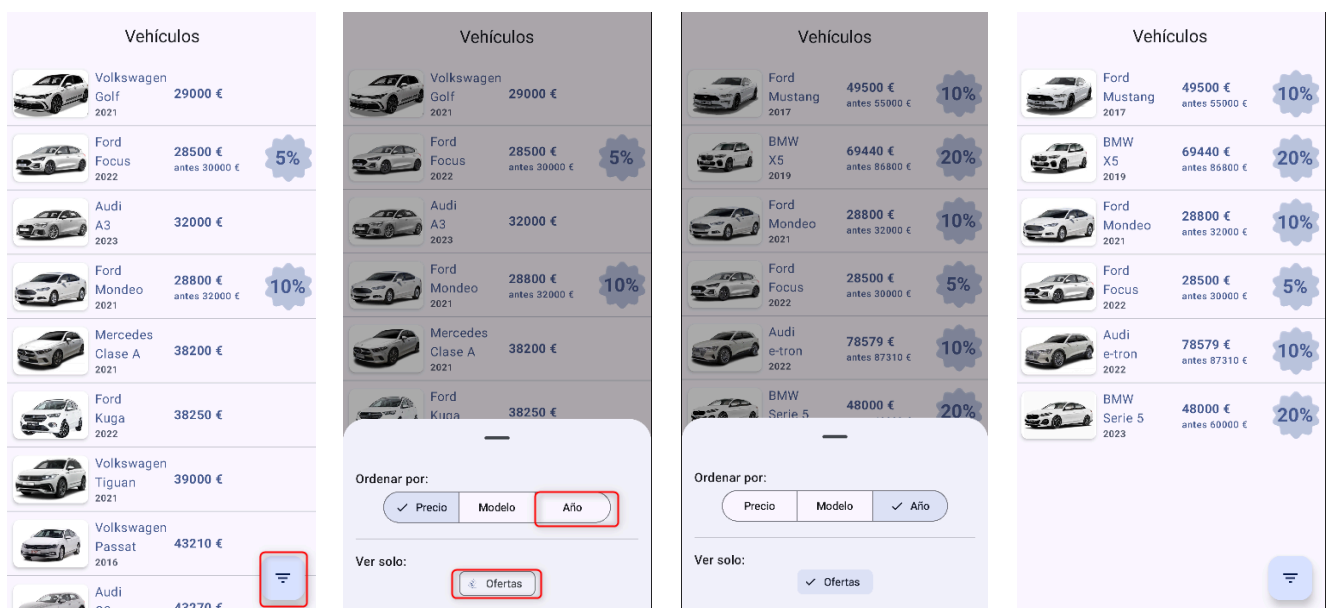 Vehículos
Volkswagen
Golf
2021
29000 €
Ford
Focus
2022
28500 €
antes 30000 €
5%
Audi
A3
2023
32000 €
Ford
Mondeo
2021
28800 €
antes 32000 €
10%
Mercedes
Clase A
2021
38200 €
Ford
Kuga
2022
38250 €
Volkswagen
Tiguan
2021
39000 €
Volkswagen
Passat
2016
43210 €
Audi
Vehículos
Volkswagen
Golf
2021
29000 €
Ford
Focus
2022
28500 €
antes 30000 €
5%
Audi
A3
2023
32000 €
Ford
Mondeo
2021
28800 €
antes 32000 €
10%
Mercedes
Clase A
2021
38200 €
Ford
Kuga
38250 €
Ordenar por:
Precio
Modelo
Año
Ver solo:
Ofertas
Vehículos
Ford
Mustang
2017
49500 €
antes 55000 €
10%
BMW
X5
2019
69440 €
antes 86800 €
20%
Ford
Mondeo
2021
28800 €
antes 32000 €
10%
Ford
Focus
2022
28500 €
antes 30000 €
5%
Audi
e-tron
2022
78579 €
antes 87310 €
10%
BMW
Serie 5
48000 €
20%
Ordenar por:
Precio
Modelo
Año
Ver solo:
Ofertas
Vehículos
Ford
Mustang
2017
49500 €
antes 55000 €
10%
BMW
X5
2019
69440 €
antes 86800 €
20%
Ford
Mondeo
2021
28800 €
antes 32000 €
10%
Ford
Focus
2022
28500 €
antes 30000 €
5%
Audi
e-tron
2022
78579 €
antes 87310 €
10%
BMW
Serie 5
2023
48000 €
antes 60000 €
20%